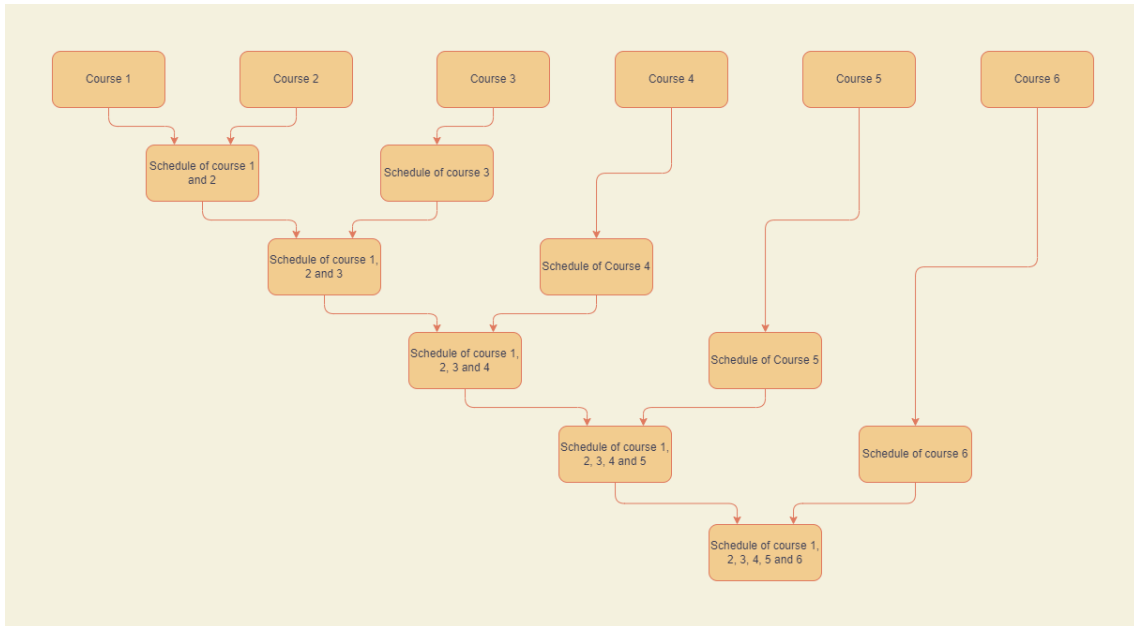 Course 1
Course 2
Course 3
Course 4
Course 5
Course 6
Schedule of course 1
and 2
Schedule of course 3
Schedule of course 1,
2 and 3
Schedule of Course 4
Schedule of course 1,
2, 3 and 4
Schedule of Course 5
Schedule of course 1,
2, 3, 4 and 5
Schedule of course 6
Schedule of course 1,
2, 3, 4, 5 and 6